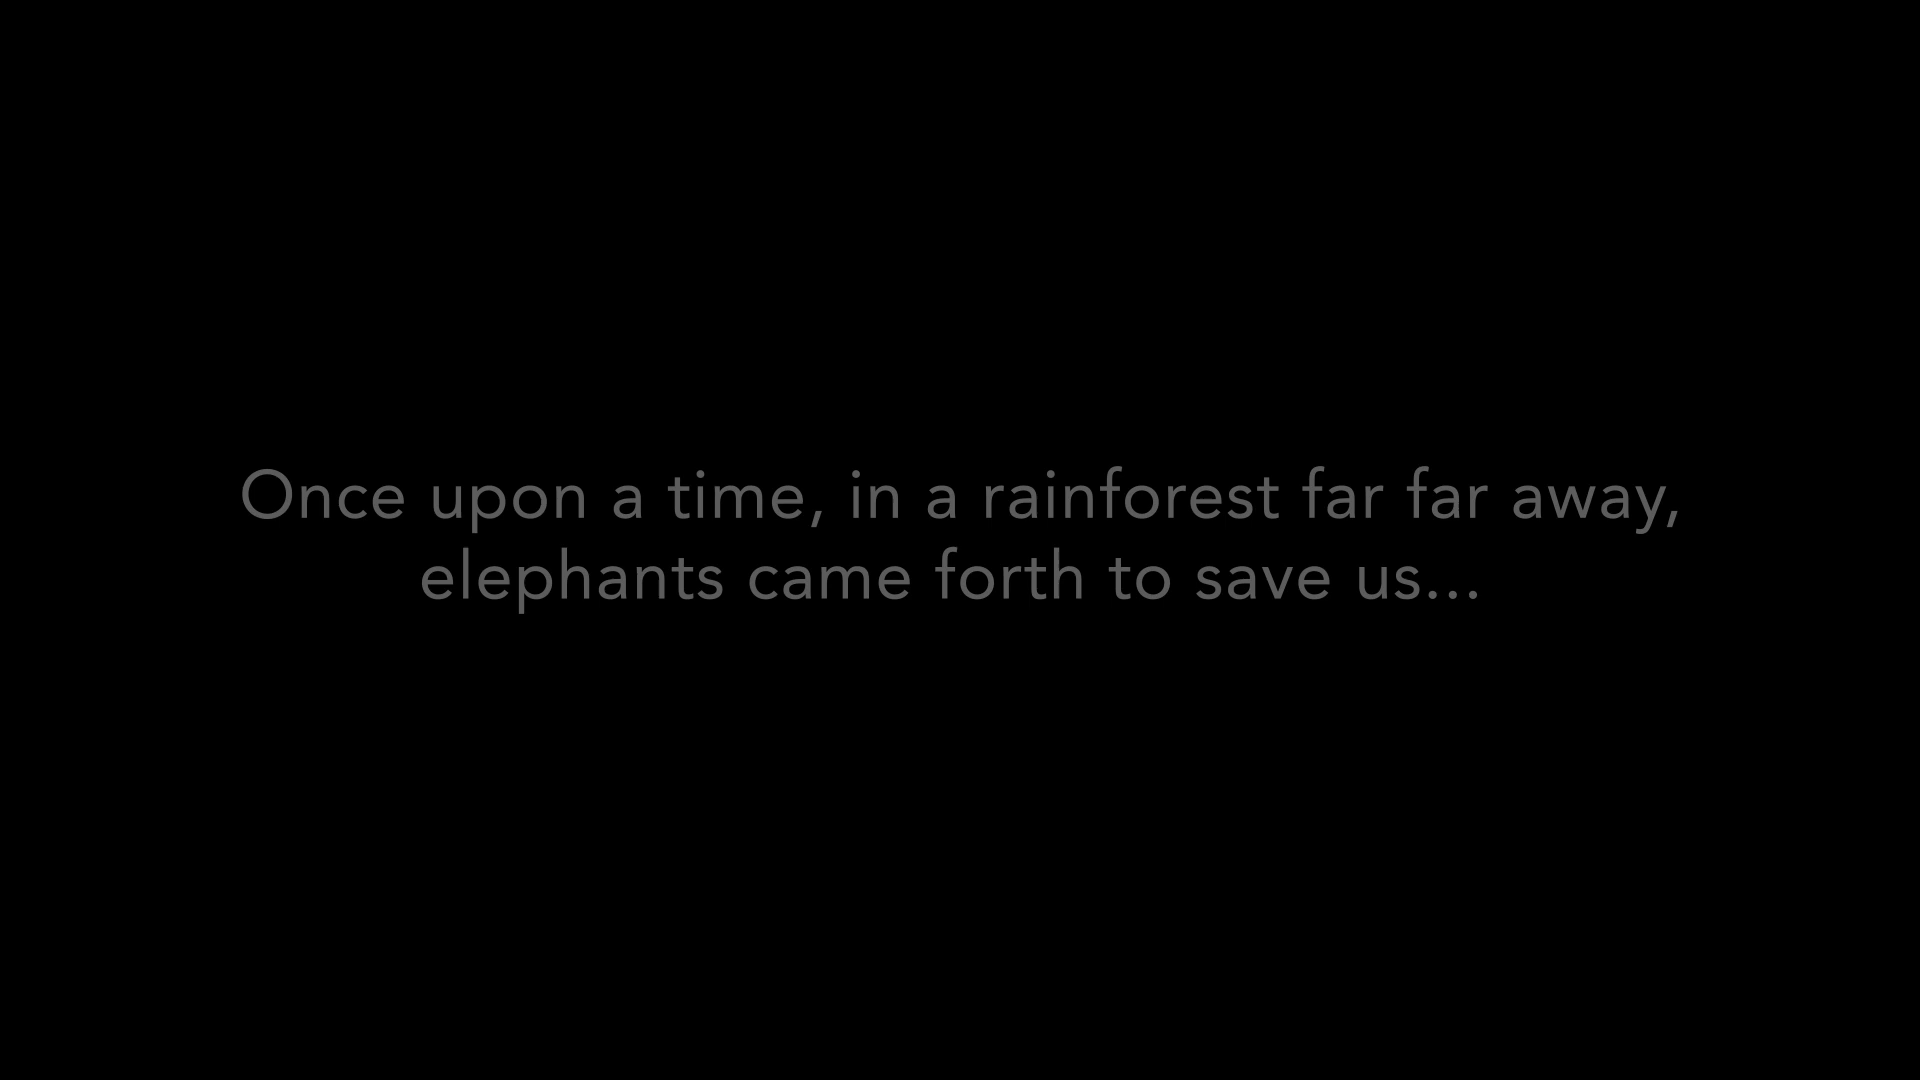 Once upon a time, in a rainforest far far away,
elephants came forth to save us...